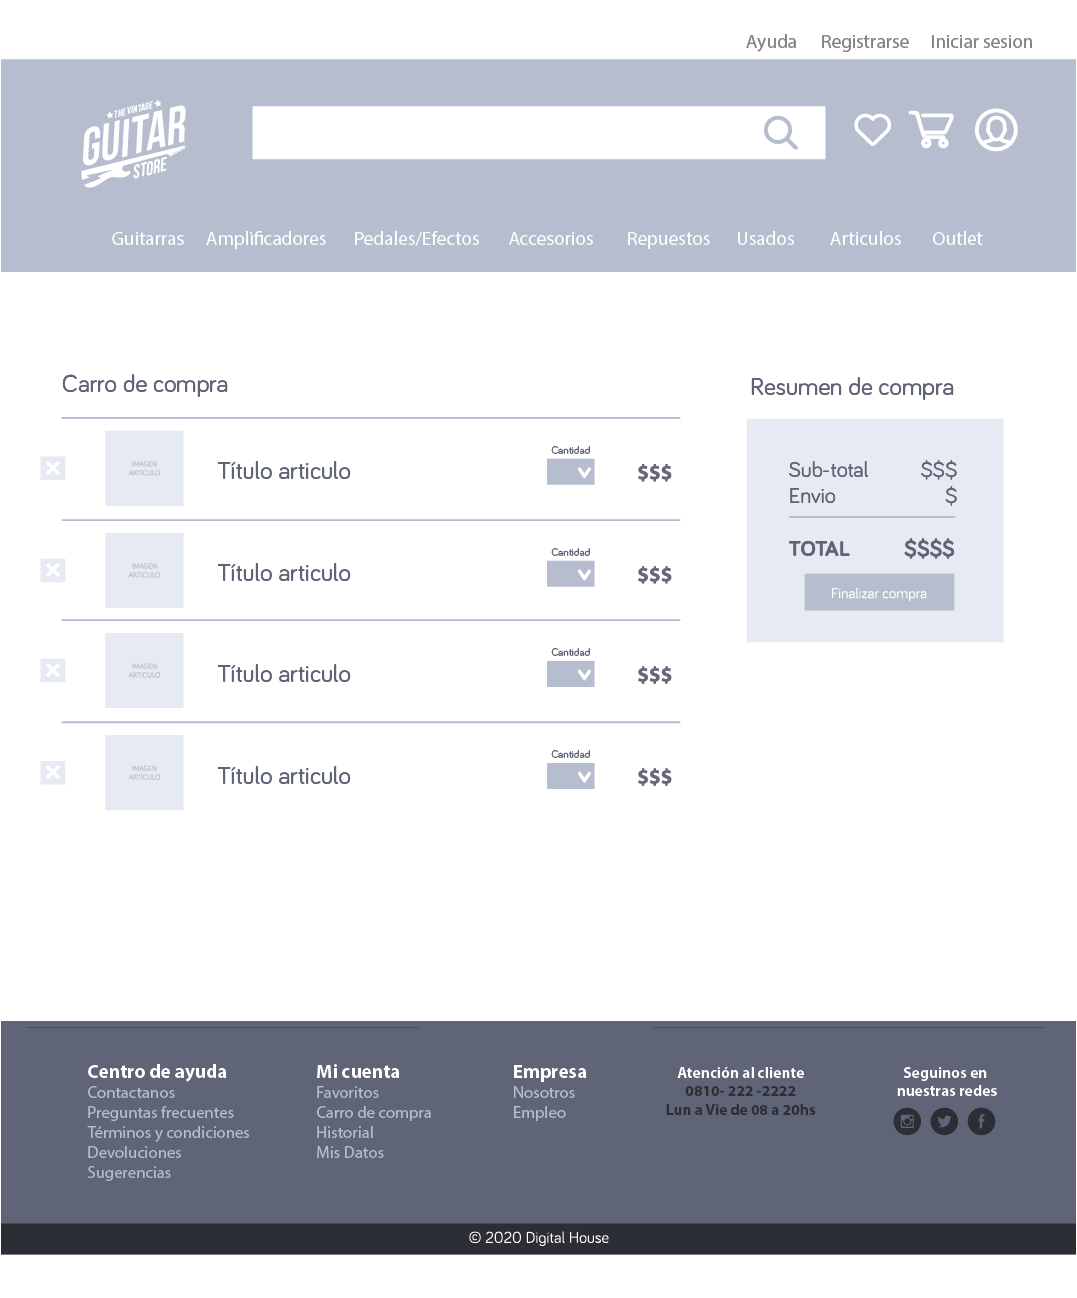 Ayuda Registrarse Iniciar sesion
THE VINTAGE
GUITAR
STORE
Guitarras Amplificadores Pedales/Efectos Accesorios Repuestos Usados Articulos Outlet
Carro de compra
IMAGEN
ARTICULO
Título articulo
Cantidad
$$$
IMAGEN
ARTICULO
Título articulo
Cantidad
$$$
IMAGEN
ARTICULO
Título articulo
Cantidad
$$$
IMAGEN
ARTICULO
Título articulo
Cantidad
$$$
Resumen de compra
Sub-total $$$
Envio $
TOTAL $$$$
Finalizar compra
Centro de ayuda
Contactanos
Preguntas frecuentes
Términos y condiciones
Devoluciones
Sugerencias
Mi cuenta
Favoritos
Carro de compra
Historial
Mis Datos
Empresa
Nosotros
Empleo
Atención al cliente
0810- 222 -2222
Lun a Vie de 08 a 20hs
Seguinos en
nuestras redes
© 2020 Digital House